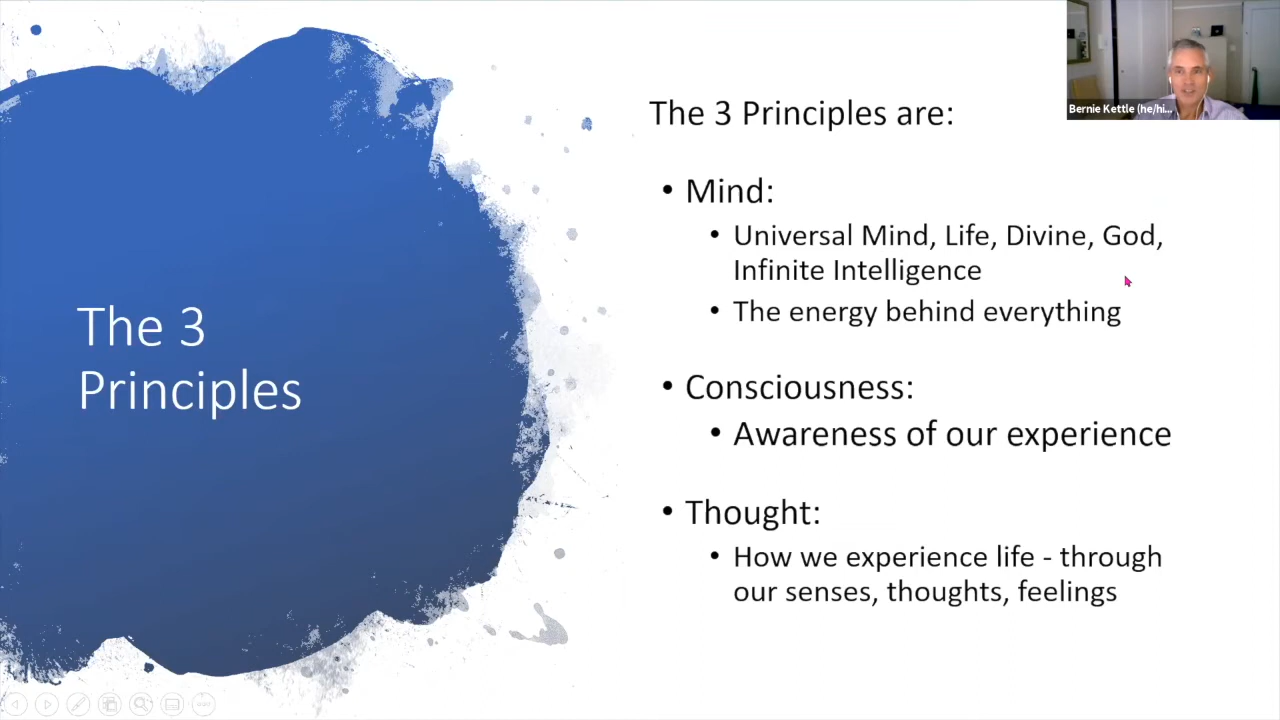 Bernie Kettle (he/hi...
The 3
Principles
The 3 Principles are:
• Mind:
• Universal Mind, Life, Divine, God,
Infinite Intelligence
• The energy behind everything
• Consciousness:
• Awareness of our experience
• Thought:
• How we experience life - through
our senses, thoughts, feelings